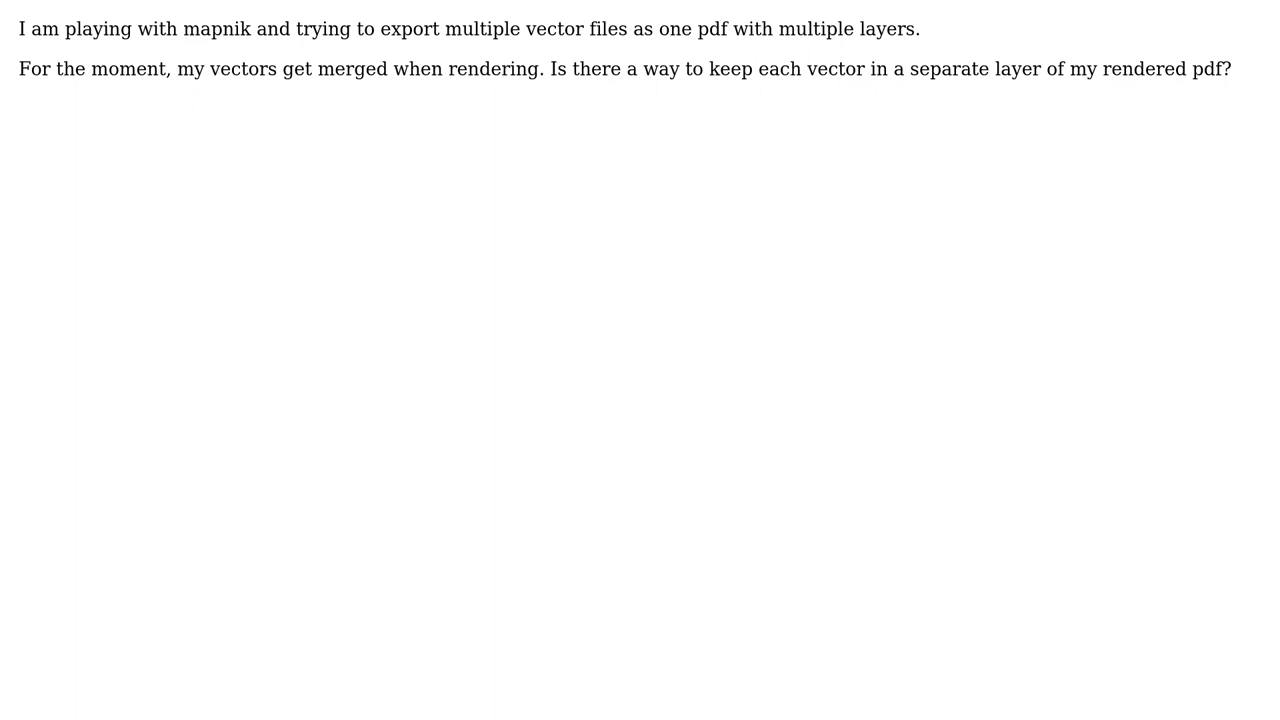 I am playing with mapnik and trying to export multiple vector files as one pdf with multiple layers.
For the moment, my vectors get merged when rendering. Is there a way to keep each vector in a separate layer of my rendered pdf?